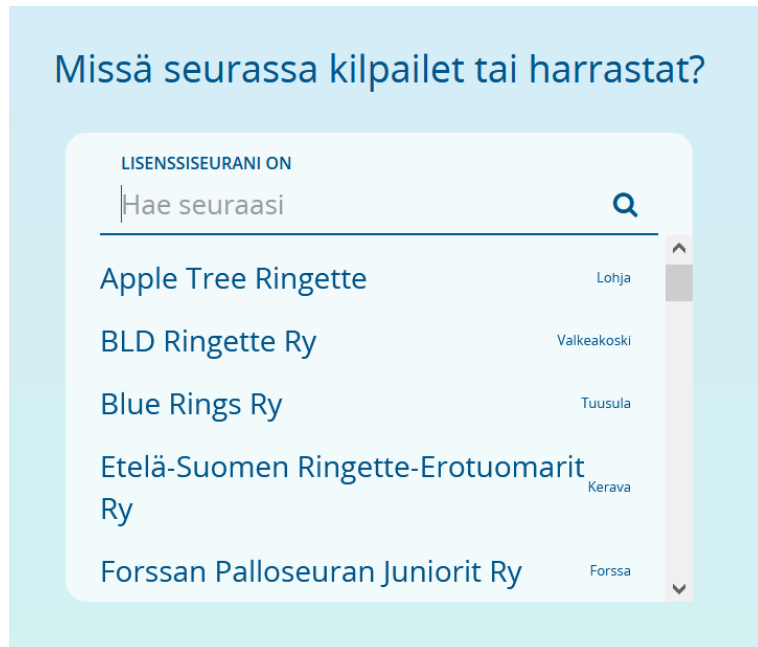 Missä seurassa kilpailet tai harrastat?
LISENSSISEURANI ON
Hae seuraasi
Apple Tree Ringette Lohja
BLD Ringette Ry Valkeakoski
Blue Rings Ry Tuusula
Etelä-Suomen Ringette-Erotuomarit
Ry Kerava
Forssan Palloseuran Juniorit Ry Forssa